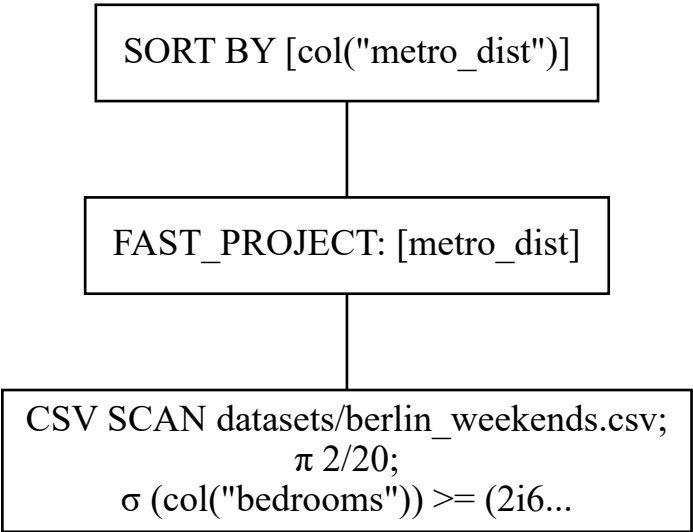 SORT BY [col("metro_dist")]
FAST_PROJECT: [metro_dist]
CSV SCAN datasets/berlin_weekends.csv;
π 2/20;
σ (col("bedrooms")) >= (2i6...